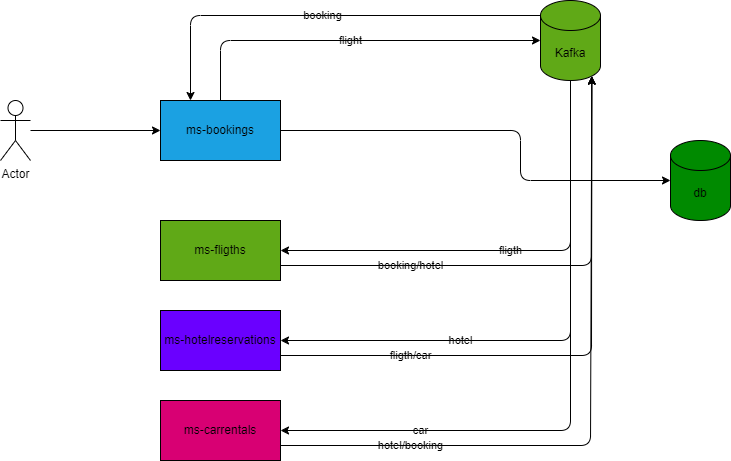 booking
flight
Kafka
ms-bookings
Actor
db
ms-fligths
fligth
booking/hotel
ms-hotelreservations
hotel
fligth/car
ms-carrentals
car
hotel/booking